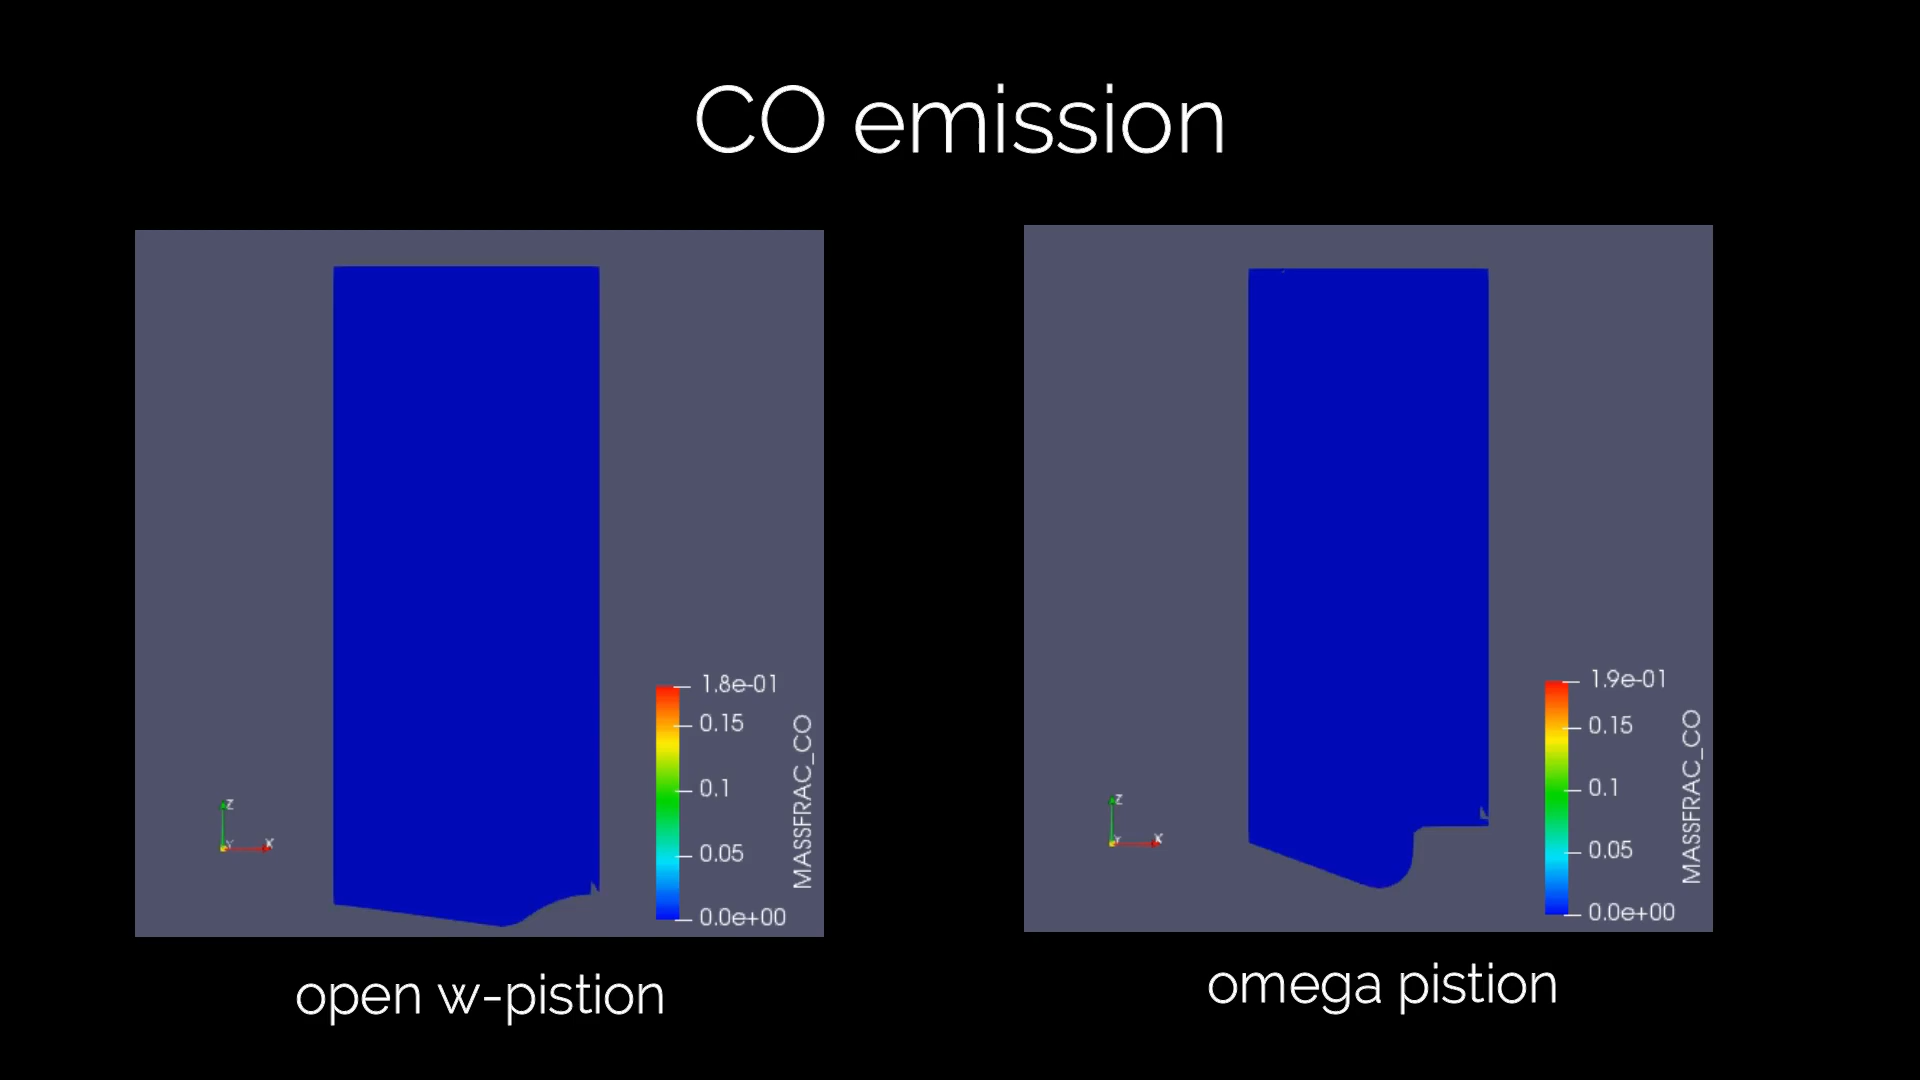 CO emission
1.8e-01
0.15
0.1
0.05
0.0e+00
MASSFRAC_CO
Z
Y
X
open w-pistion
1.9e-01
0.15
0.1
0.05
0.0e+00
MASSFRAC_CO
Z
Y
X
omega pistion